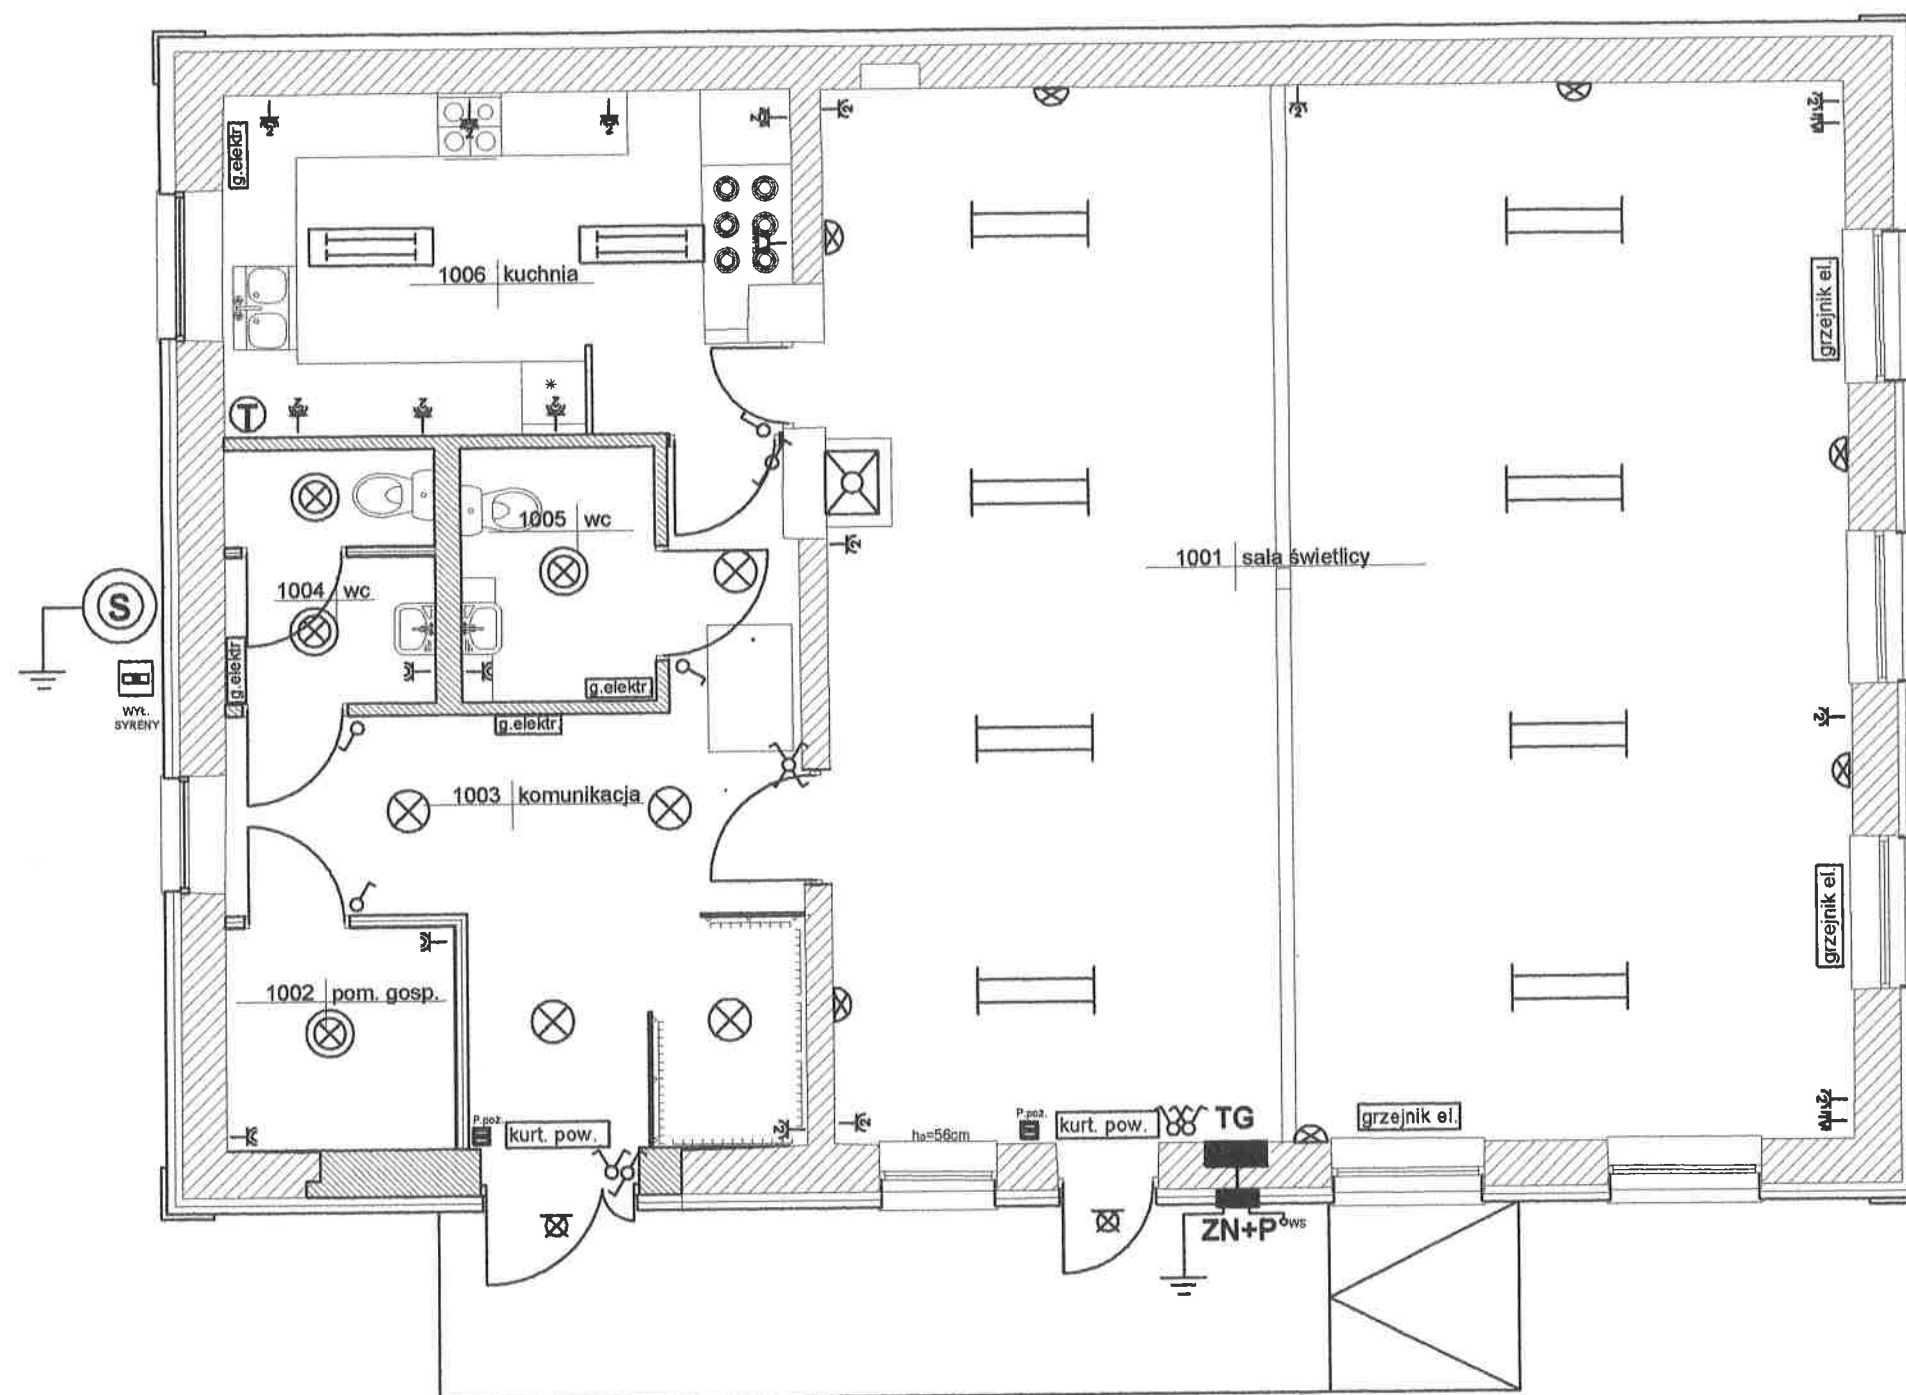 g.elektr
1006 kuchnia
grzejnik el.
T
1005 wc
1001 sala świetlicy
1004 wc
S
g.elektr
g.elektr
g.elektr
WYŁ.
SYRENY
1003 komunikacja
grzejnik el.
1002 pom. gosp.
P.poż.
kurt. pow.
h₀=56cm
P.poż.
kurt. pow.
TG
grzejnik el.
ZN+P
WS